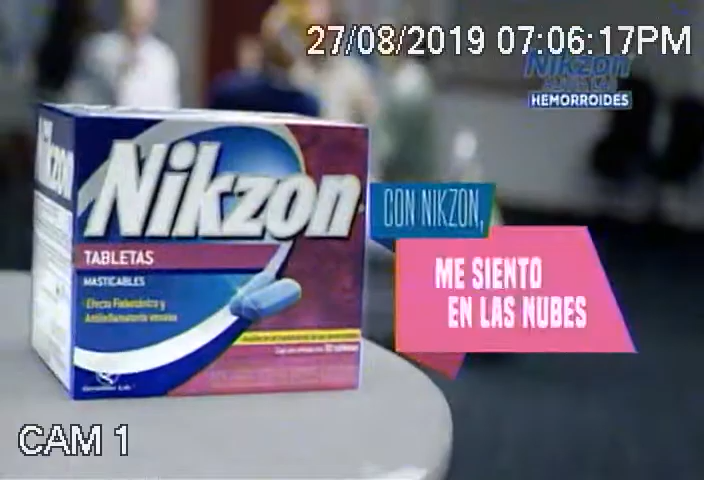 27/08/2019 07:06:17PM
Nikzon
HEMORROIDES
Nikzon
TABLETAS
MASTICABLES
Efecto Flebotónico y
Antiinflamatorio venoso
CON NIKZON,
ME SIENTO
EN LAS NUBES
CAM 1